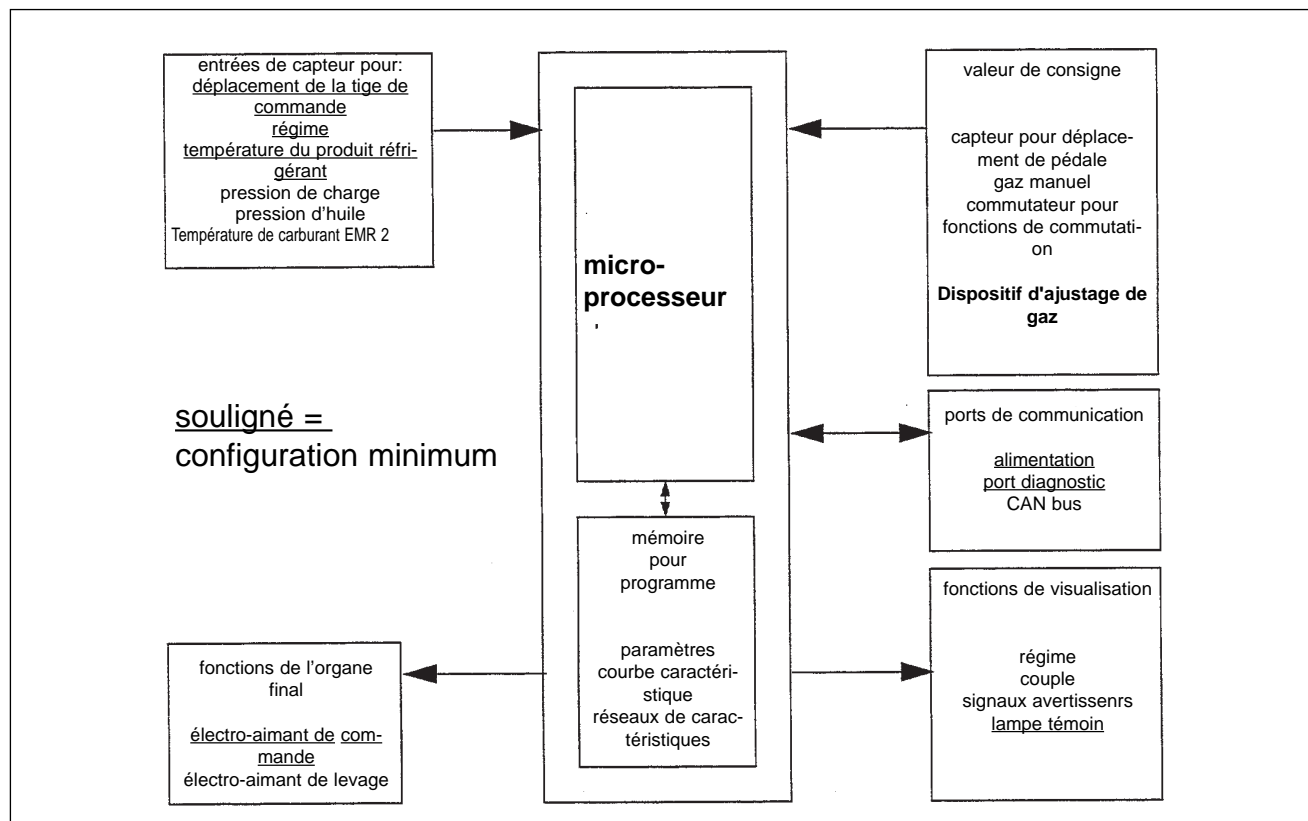 entrées de capteur pour:
déplacement de la tige de
commande
régime
température du produit réfri-
gérant
pression de charge
pression d'huile
Température de carburant EMR 2
micro-
processeur
valeur de consigne
capteur pour déplace-
ment de pédale
gaz manuel
commutateur pour
fonctions de commutati-
on
Dispositif d'ajustage de
gaz
souligné =
configuration minimum
ports de communication
alimentation
port diagnostic
CAN bus
mémoire
pour
programme
paramètres
courbe caractéri-
stique
réseaux de carac-
téristiques
fonctions de l'organe
final
électro-aimant de com-
mande
électro-aimant de levage
fonctions de visualisation
régime
couple
signaux avertissenrs
lampe témoin